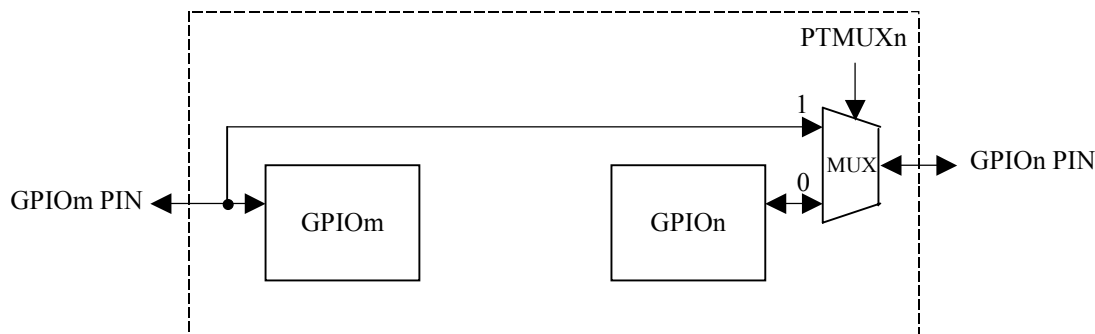 PTMUXn
1
MUX
GPIOn PIN
0
GPIOm PIN
GPIOm
GPIOn